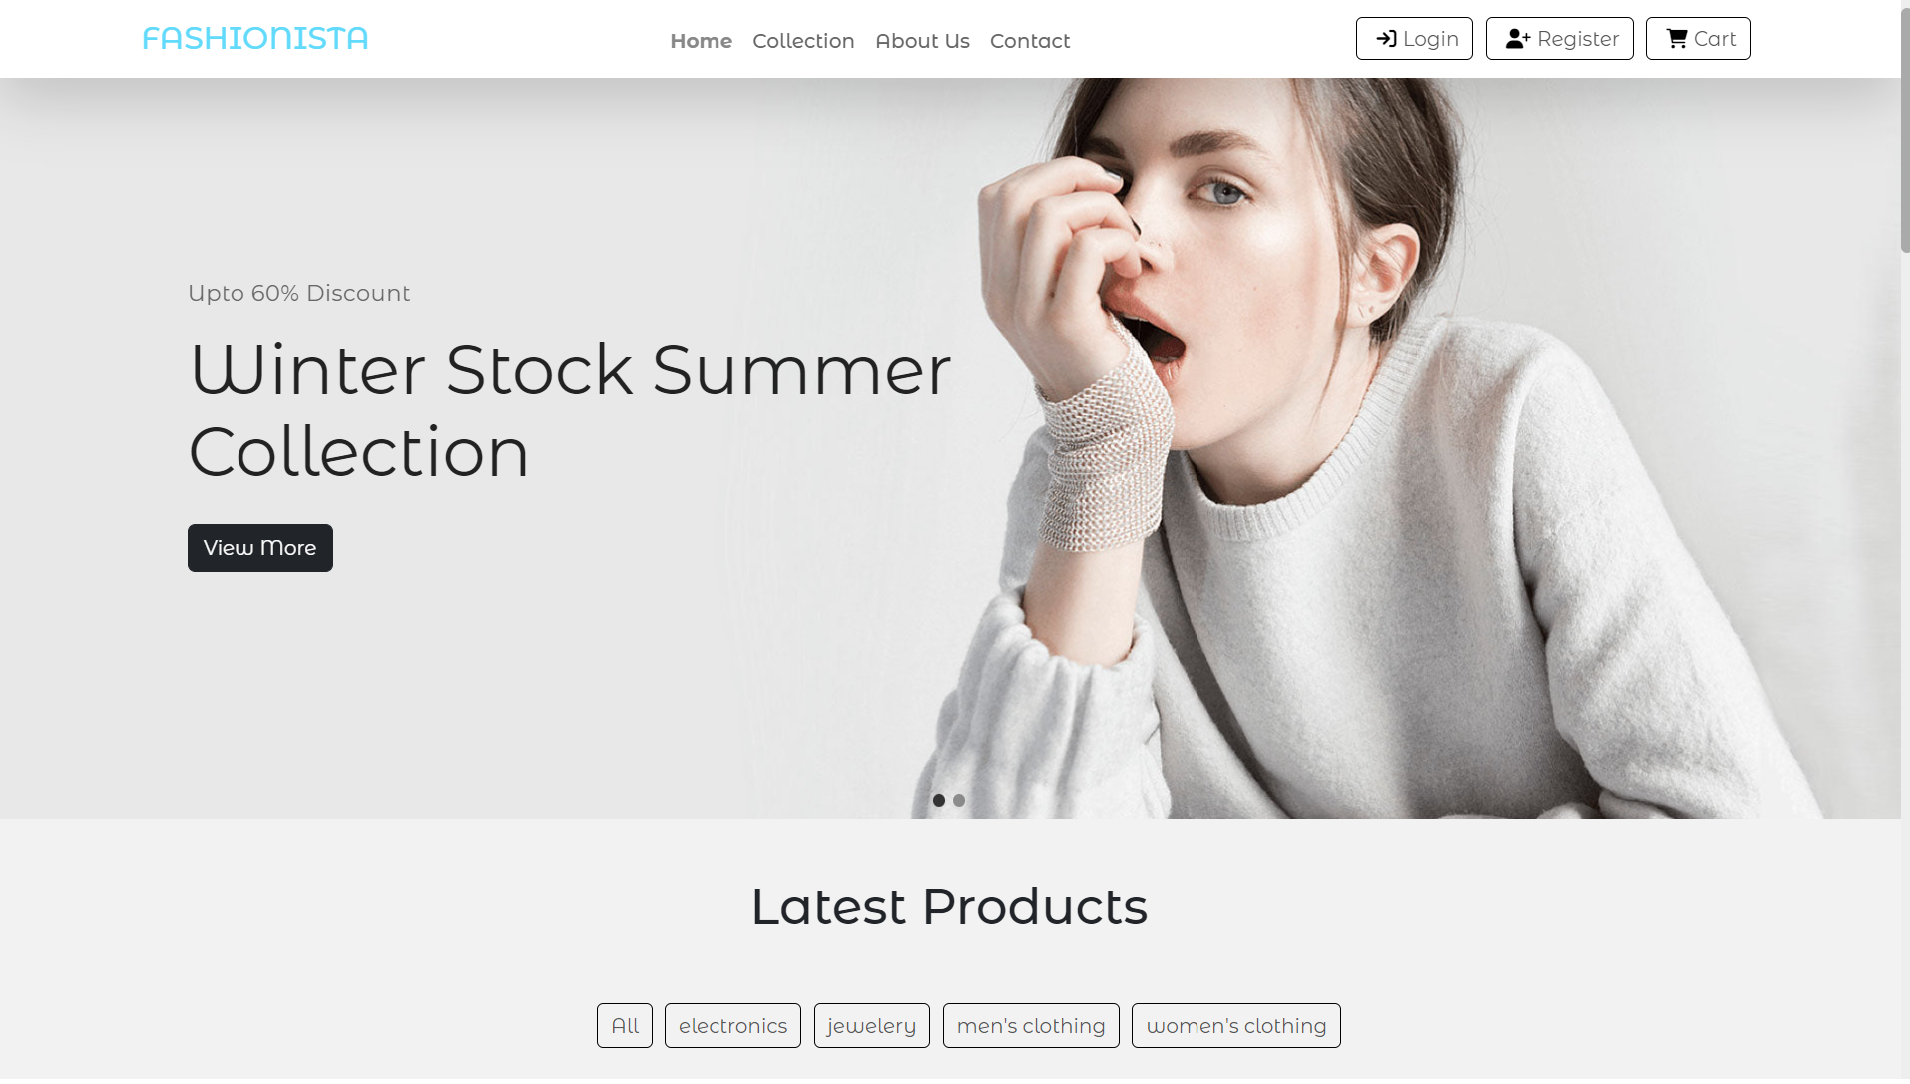 FASHIONISTA
Home Collection About Us Contact
Login Register Cart
Upto 60% Discount
Winter Stock Summer
Collection
View More
Latest Products
All electronics jewelery men's clothing women's clothing